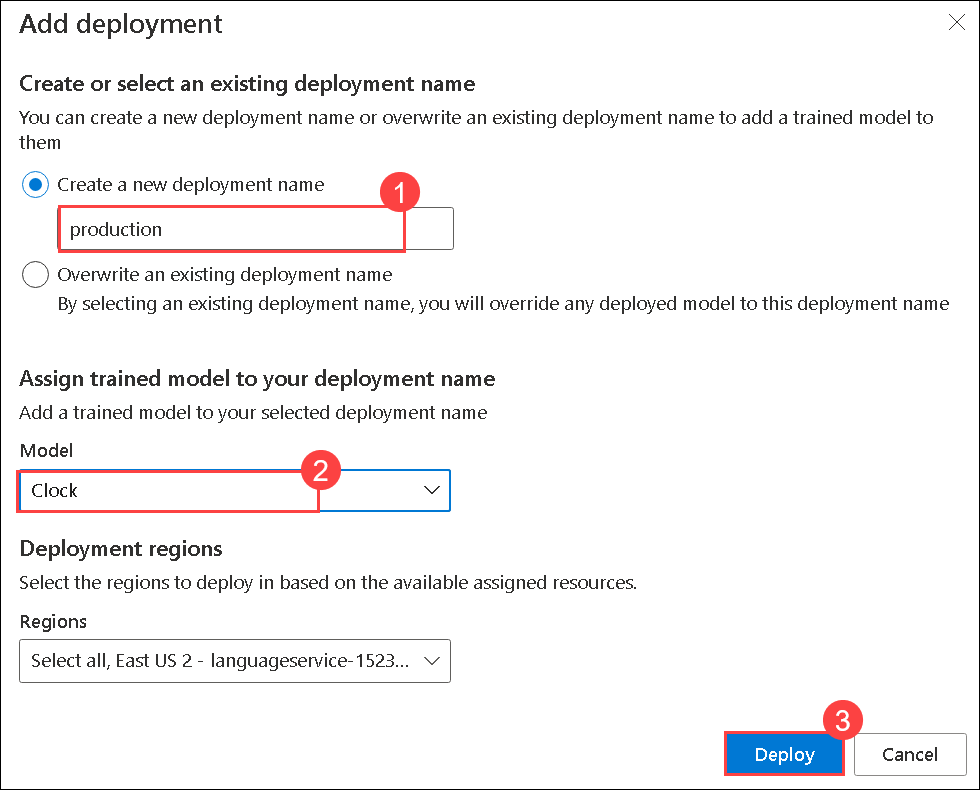 Add deployment
Create or select an existing deployment name
You can create a new deployment name or overwrite an existing deployment name to add a trained model to
them
Create a new deployment name
1
production
Overwrite an existing deployment name
By selecting an existing deployment name, you will override any deployed model to this deployment name
Assign trained model to your deployment name
Add a trained model to your selected deployment name
Model
2
Clock
Deployment regions
Select the regions to deploy in based on the available assigned resources.
Regions
Select all, East US 2 - languageservice-1523...
3
Deploy
Cancel